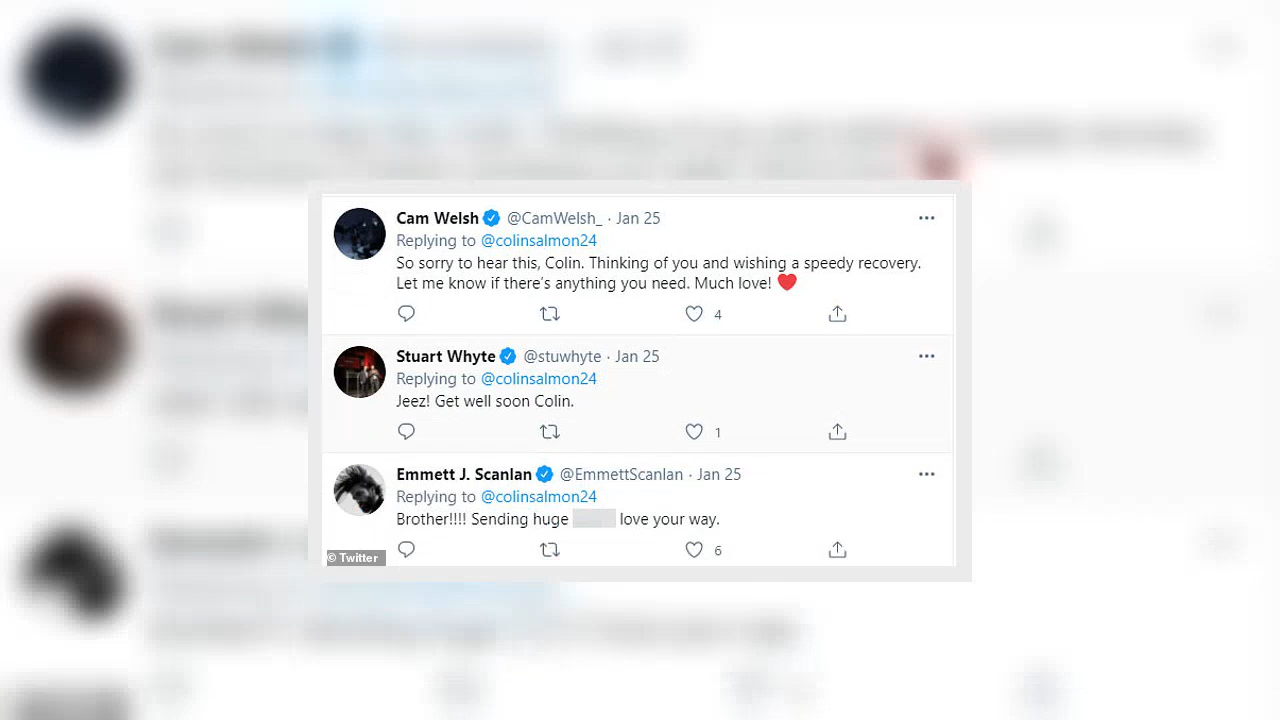 Cam Welsh @CamWelsh_ · Jan 25
Replying to @colinsalmon24
So sorry to hear this, Colin. Thinking of you and wishing a speedy recovery.
Let me know if there's anything you need. Much love! ❤️
4
Stuart Whyte @stuwhyte · Jan 25
Replying to @colinsalmon24
Jeez! Get well soon Colin.
1
Emmett J. Scanlan @EmmettScanlan · Jan 25
Replying to @colinsalmon24
Brother!!!! Sending huge love your way.
6
© Twitter